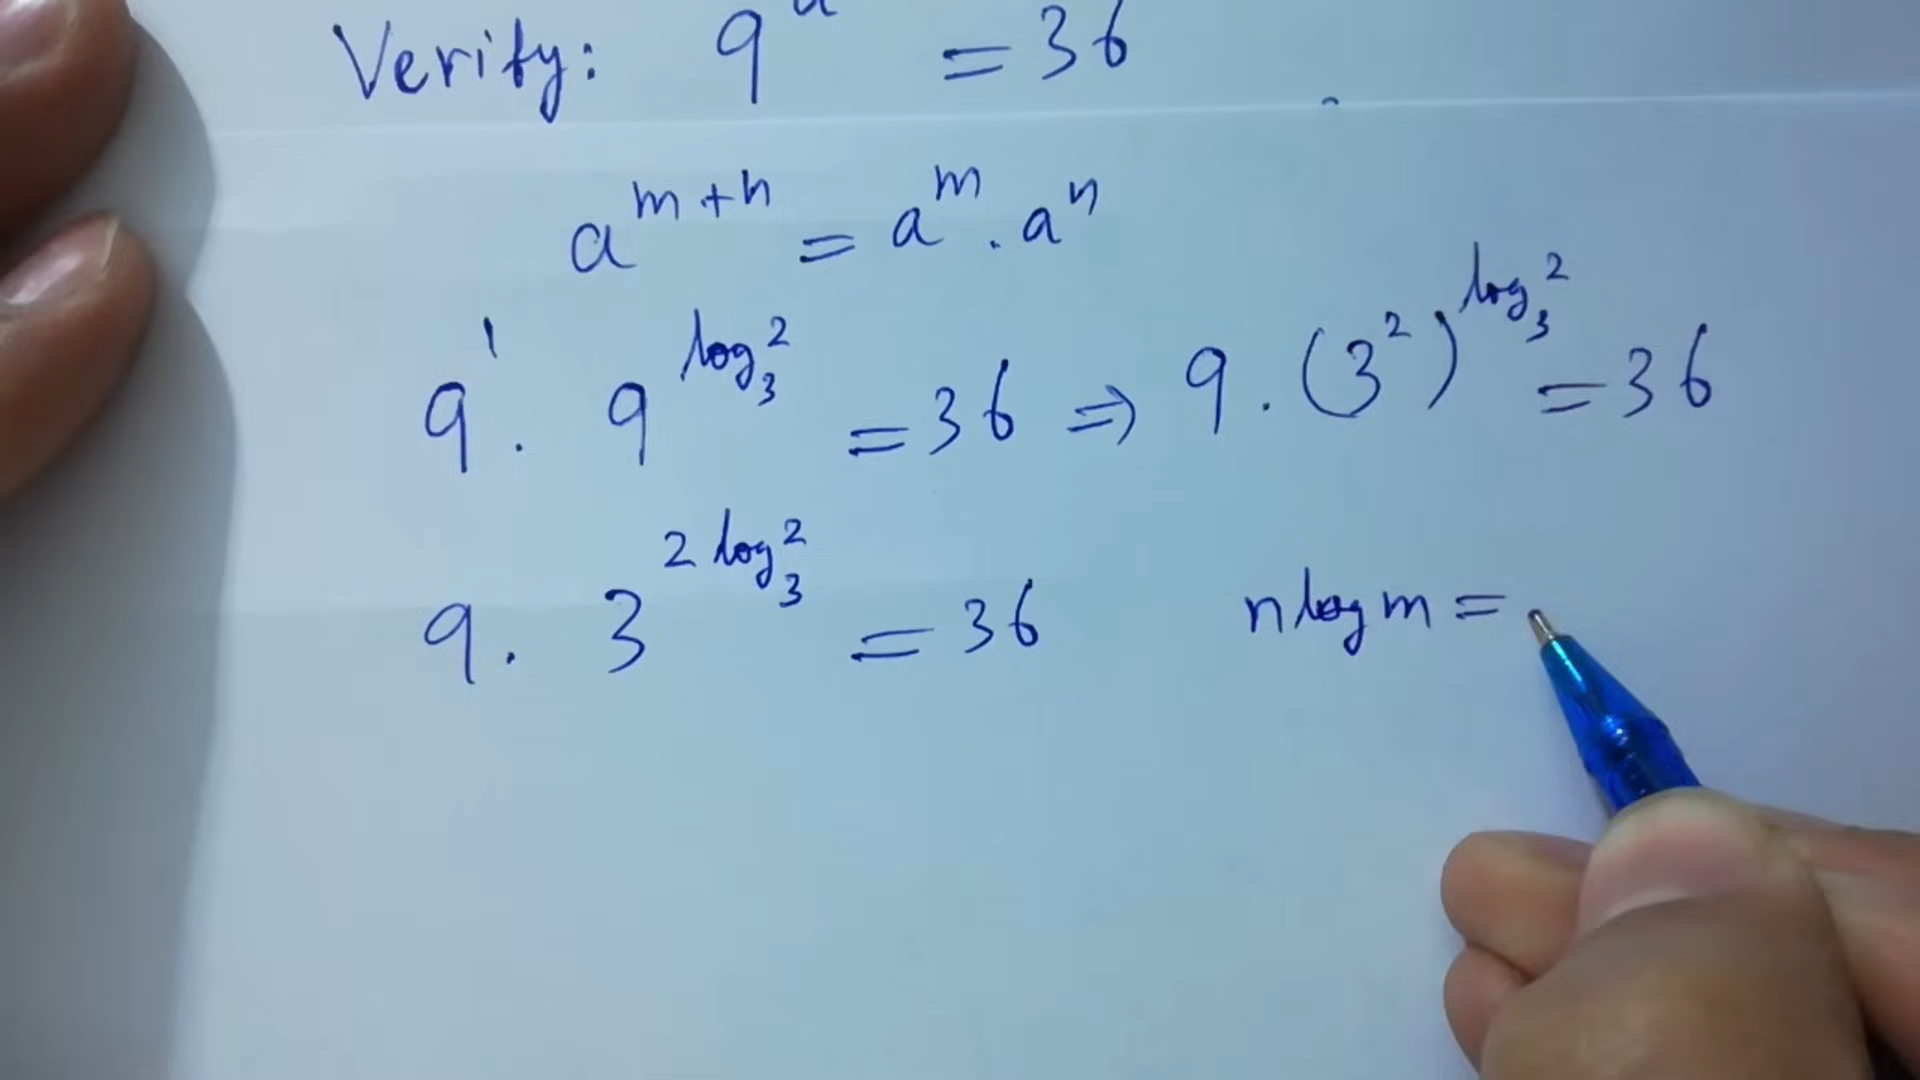 Verify: 9^a = 36
a^(m+n) = a^m . a^n
9^1 . 9^(log_3 2) = 36 ⇒ 9 . (3^2)^(log_3 2) = 36
9 . 3^(2 log_3 2) = 36
n log m =